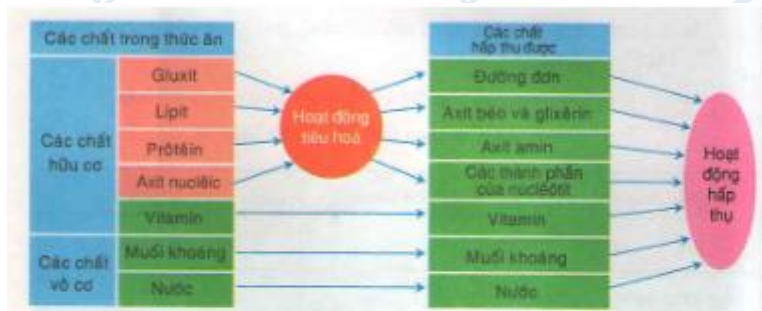 Các chất trong thức ăn
Các chất
hữu cơ
Gluxit
Lipit
Prôtêin
Axit nuclêic
Vitamin
Các chất
vô cơ
Muối khoáng
Nước
Hoạt động
tiêu hoá
Các chất
hấp thu được
Đường đơn
Axit béo và glixêrin
Axit amin
Các thành phần
của nuclêôtit
Vitamin
Muối khoáng
Nước
Hoạt
động
hấp
thụ